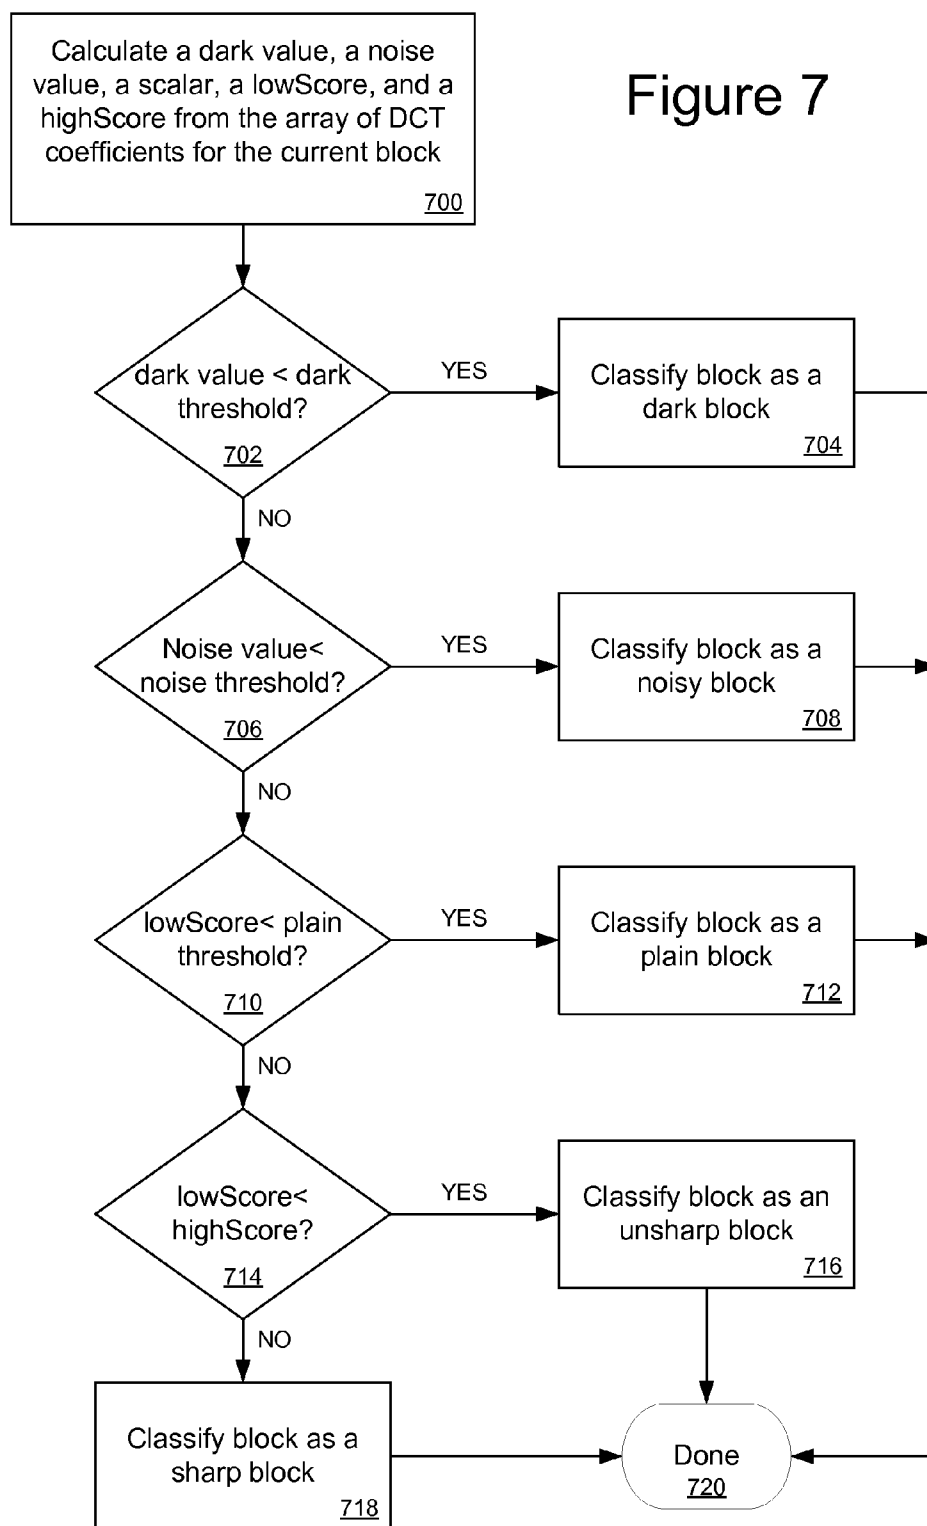 Calculate a dark value, a noise
value, a scalar, a lowScore, and a
highScore from the array of DCT
coefficients for the current block
700
Figure 7
dark value < dark
threshold?
702
YES
Classify block as a
dark block
704
NO
Noise value<
noise threshold?
706
YES
Classify block as a
noisy block
708
NO
lowScore< plain
threshold?
710
YES
Classify block as a
plain block
712
NO
lowScore<
highScore?
714
YES
Classify block as an
unsharp block
716
NO
Classify block as a
sharp block
718
Done
720